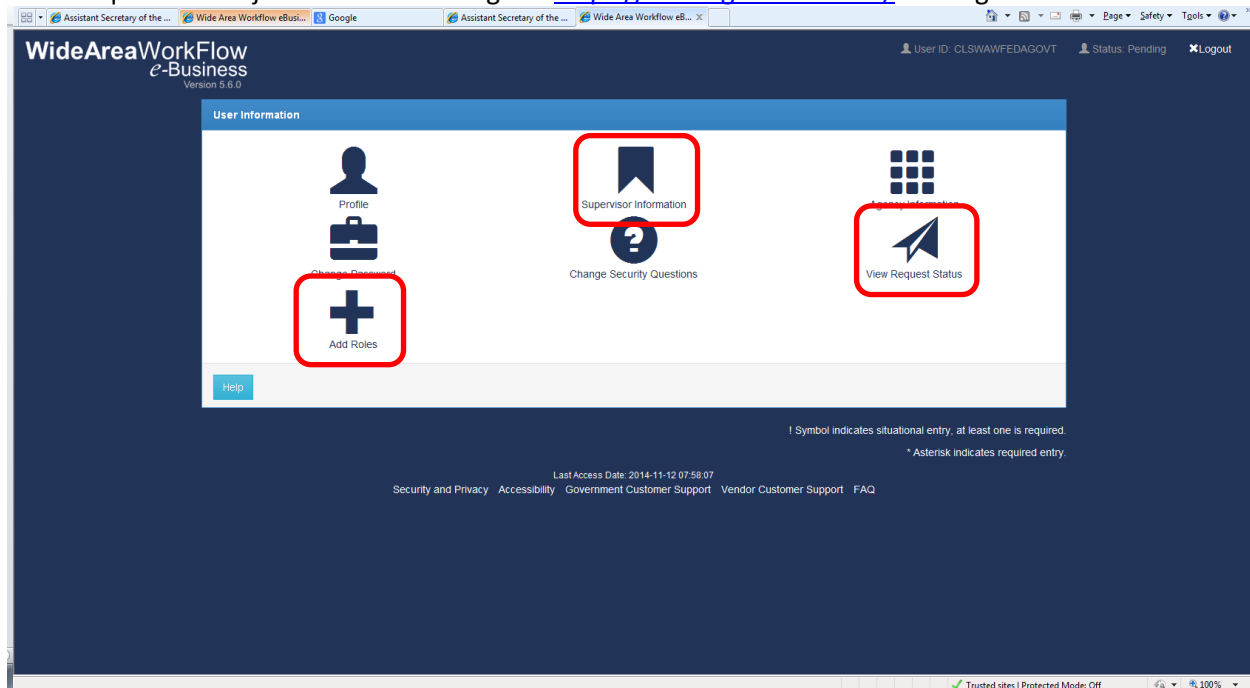 Assistant Secretary of the ... Wide Area Workflow eBusi... Google Assistant Secretary of the ... Wide Area Workflow eB... X Page Safety Tools
WideAreaWorkFlow
e-Business
Version 5.6.0
User ID: CLSWAWFEDAGOVT Status: Pending Logout
User Information
Profile Supervisor Information Agency Information
Change Password Change Security Questions View Request Status
Add Roles
Help
! Symbol indicates situational entry, at least one is required.
* Asterisk indicates required entry.
Last Access Date: 2014-11-12 07:58:07
Security and Privacy Accessibility Government Customer Support Vendor Customer Support FAQ
Trusted sites | Protected Mode: Off 100%